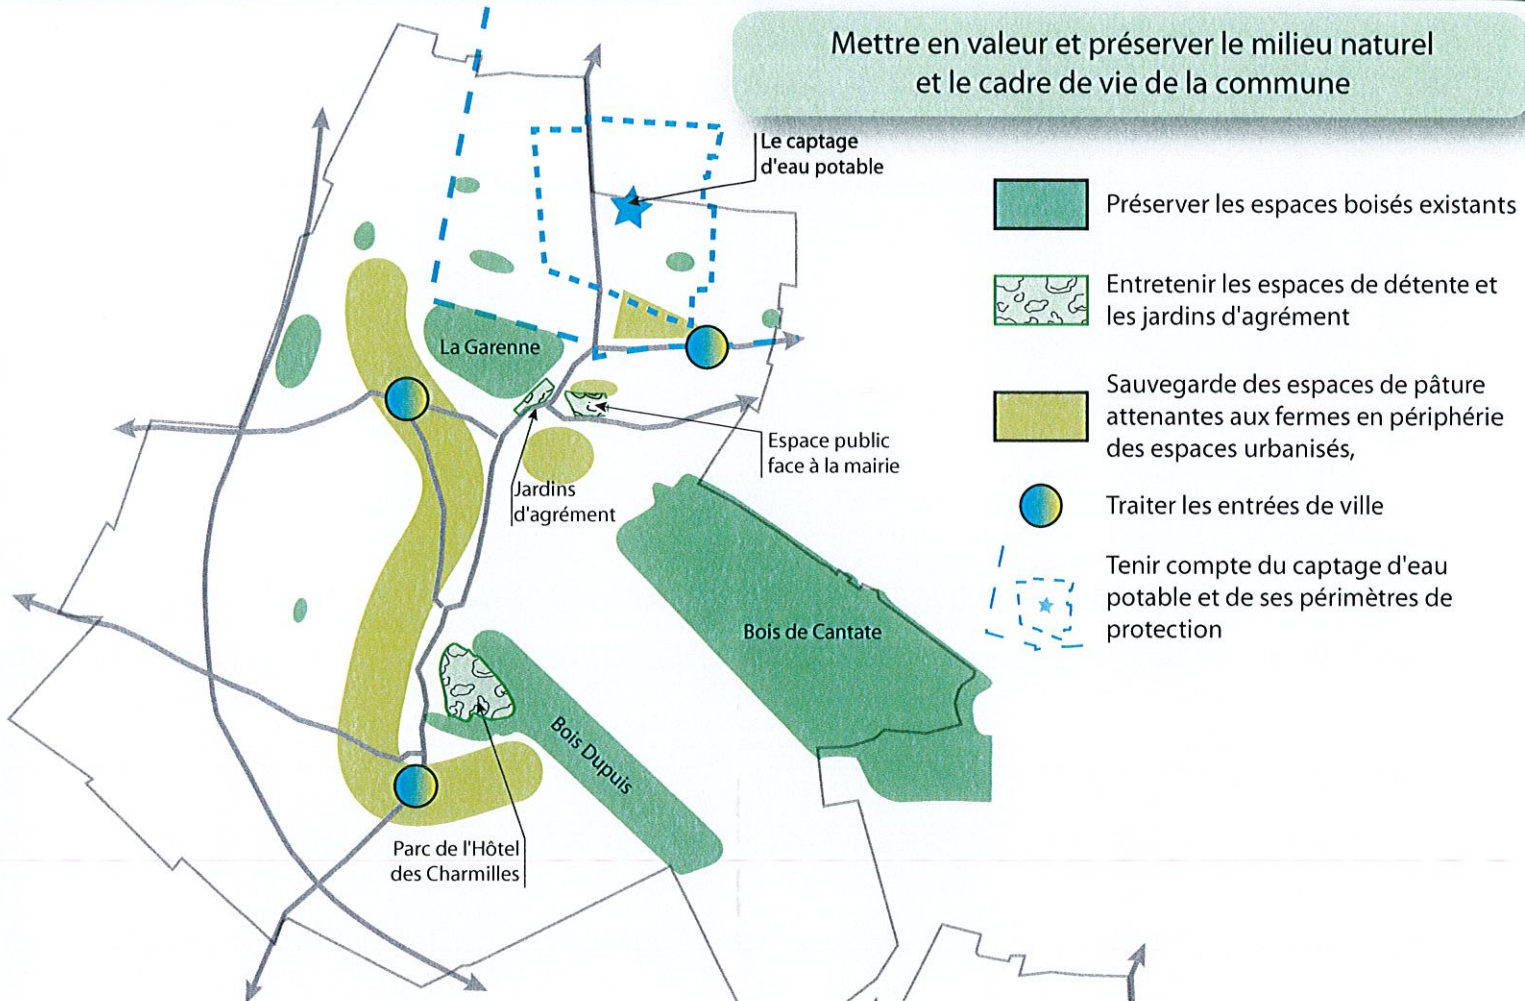 Mettre en valeur et préserver le milieu naturel
et le cadre de vie de la commune
Le captage
d'eau potable
Préserver les espaces boisés existants
Entretenir les espaces de détente et
les jardins d'agrément
La Garenne
Sauvegarde des espaces de pâture
attenantes aux fermes en périphérie
des espaces urbanisés,
Espace public
face à la mairie
Jardins
d'agrément
Traiter les entrées de ville
Tenir compte du captage d'eau
potable et de ses périmètres de
protection
Bois de Cantate
Bois Dupuis
Parc de l'Hôtel
des Charmilles